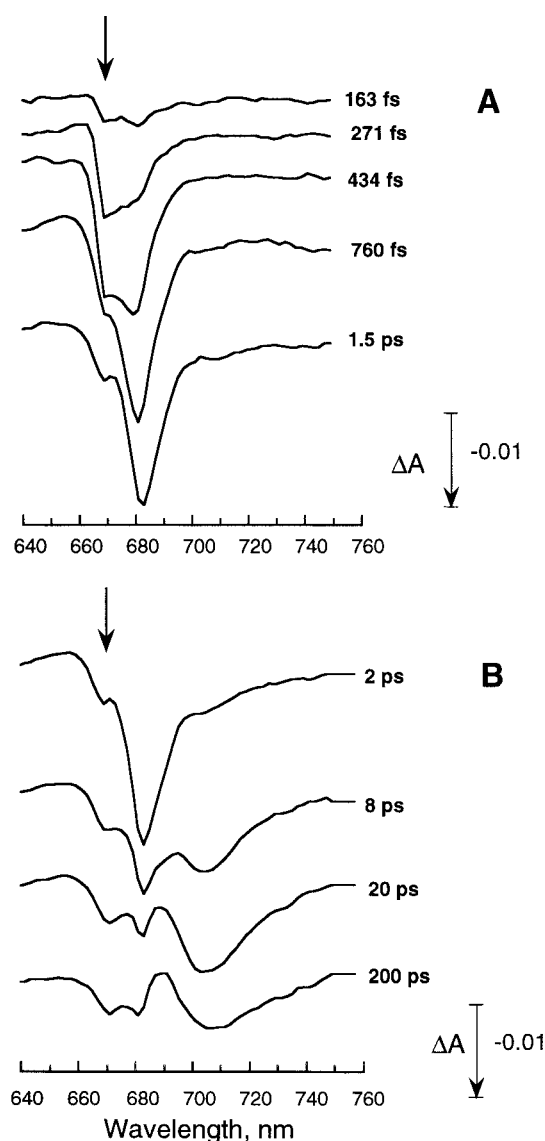 A
163 fs
271 fs
434 fs
760 fs
1.5 ps
ΔA -0.01
640 660 680 700 720 740 760
B
2 ps
8 ps
20 ps
200 ps
ΔA -0.01
640 660 680 700 720 740 760
Wavelength, nm